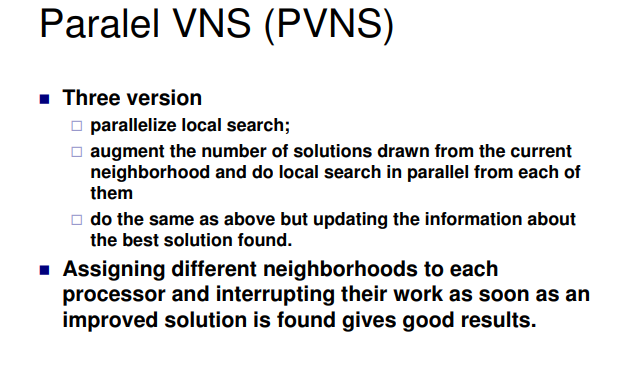 Paralel VNS (PVNS)
Three version
parallelize local search;
augment the number of solutions drawn from the current
neighborhood and do local search in parallel from each of
them
do the same as above but updating the information about
the best solution found.
Assigning different neighborhoods to each
processor and interrupting their work as soon as an
improved solution is found gives good results.